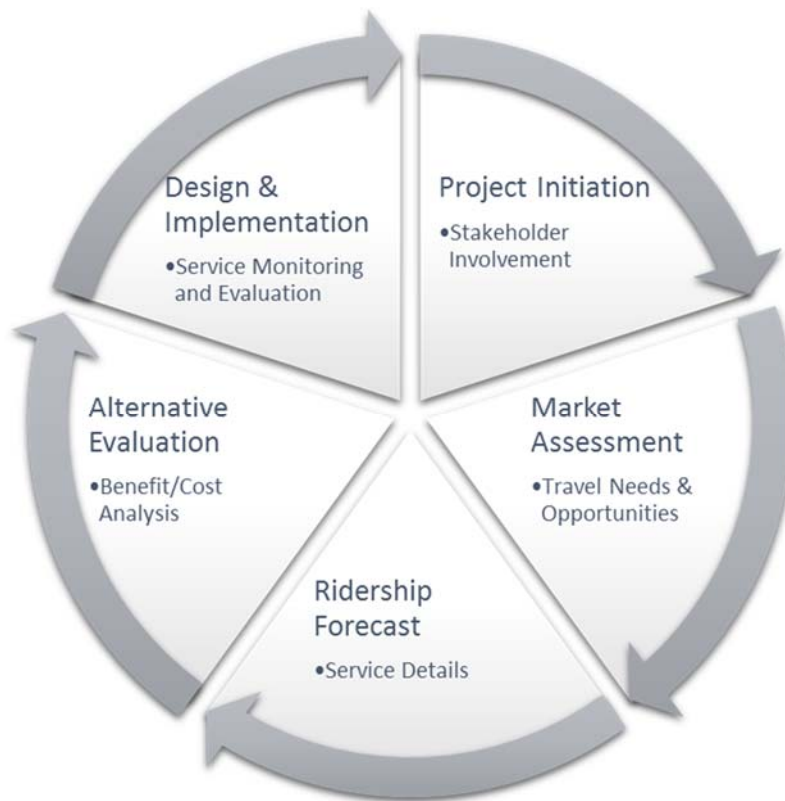 Project Initiation
•Stakeholder
Involvement
Market
Assessment
•Travel Needs &
Opportunities
Ridership
Forecast
•Service Details
Alternative
Evaluation
•Benefit/Cost
Analysis
Design &
Implementation
•Service Monitoring
and Evaluation